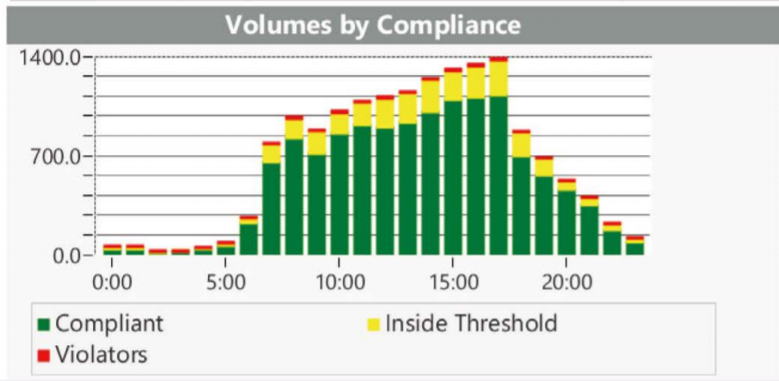 Volumes by Compliance
1400.0
700.0
0.0
0:00 5:00 10:00 15:00 20:00
Compliant Inside Threshold
Violators